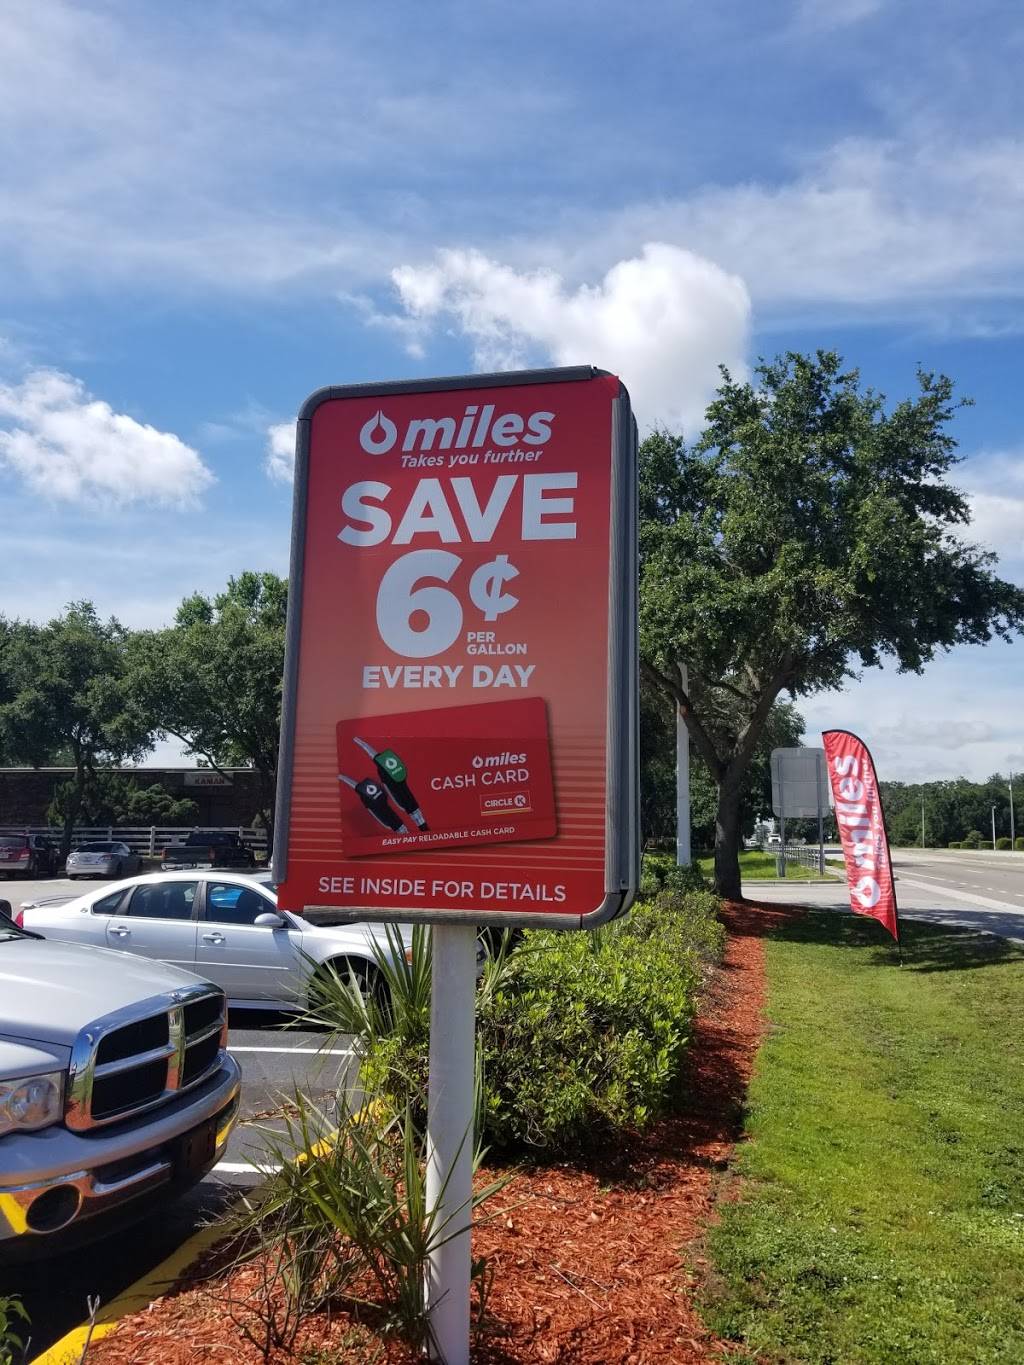 miles
Takes you further
SAVE
6¢
PER
GALLON
EVERY DAY
miles
CASH CARD
CIRCLE K
EASY PAY RELOADABLE CASH CARD
SEE INSIDE FOR DETAILS
miles